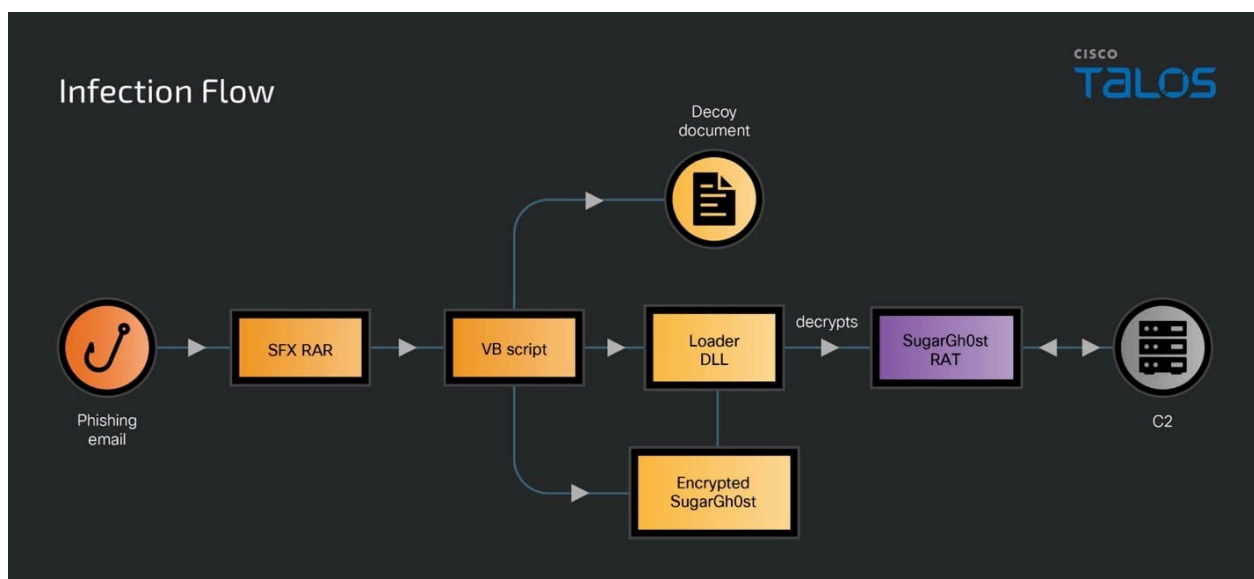 CISCO
TALOS
Infection Flow
Decoy
document
Phishing
email
SFX RAR
VB script
Loader
DLL
decrypts
SugarGh0st
RAT
C2
Encrypted
SugarGh0st